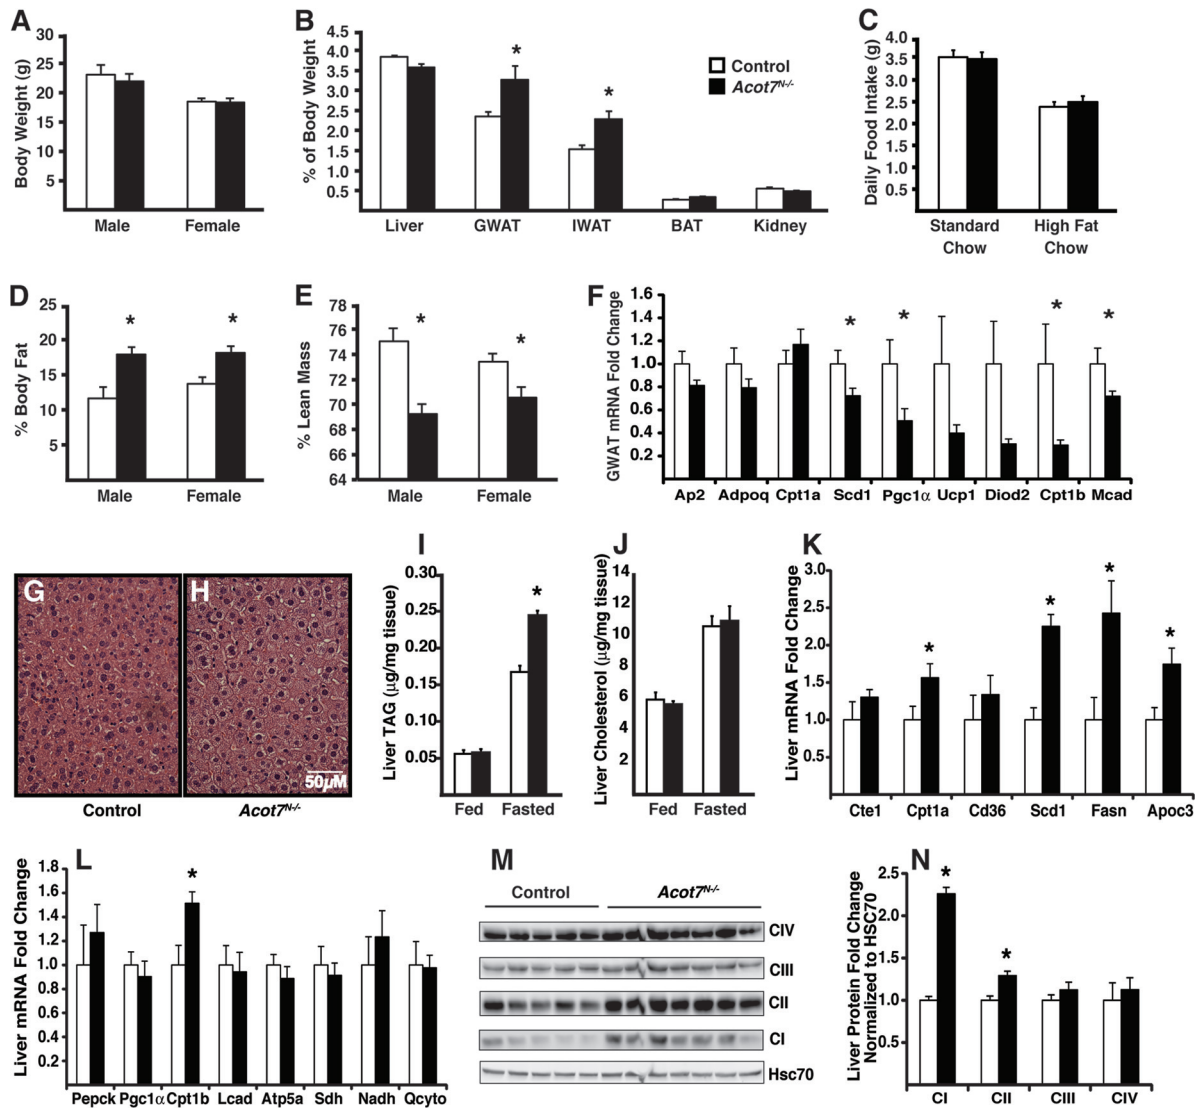 A
Body Weight (g)
30
25
20
15
10
5
Male
Female
B
% of Body Weight
4.5
4.0
3.5
3.0
2.5
2.0
1.5
1.0
0.5
*
*
Control
Acot7N-/-
Liver
GWAT
IWAT
BAT
Kidney
C
Daily Food Intake (g)
4.0
3.5
3.0
2.5
2.0
1.5
1.0
0.5
Standard
Chow
High Fat
Chow
D
% Body Fat
25
20
15
10
5
*
*
Male
Female
E
% Lean Mass
78
76
74
72
70
68
66
64
*
*
Male
Female
F
GWAT mRNA Fold Change
1.6
1.4
1.2
1.0
0.8
0.6
0.4
0.2
*
*
*
*
Ap2
Adpoq
Cpt1a
Scd1
Pgc1α
Ucp1
Diod2
Cpt1b
Mcad
G
Control
H
50µM
Acot7N-/-
I
Liver TAG (µg/mg tissue)
0.30
0.25
0.20
0.15
0.10
0.05
*
Fed
Fasted
J
Liver Cholesterol (µg/mg tissue)
14
12
10
8
6
4
2
Fed
Fasted
K
Liver mRNA Fold Change
3.0
2.5
2.0
1.5
1.0
0.5
*
*
*
*
Cte1
Cpt1a
Cd36
Scd1
Fasn
Apoc3
L
Liver mRNA Fold Change
1.8
1.6
1.4
1.2
1.0
0.8
0.6
0.4
0.2
*
Pepck
Pgc1α
Cpt1b
Lcad
Atp5a
Sdh
Nadh
Qcyto
M
Control
Acot7N-/-
CIV
CIII
CII
CI
Hsc70
N
Liver Protein Fold Change
Normalized to HSC70
2.5
2.0
1.5
1.0
0.5
*
*
CI
CII
CIII
CIV